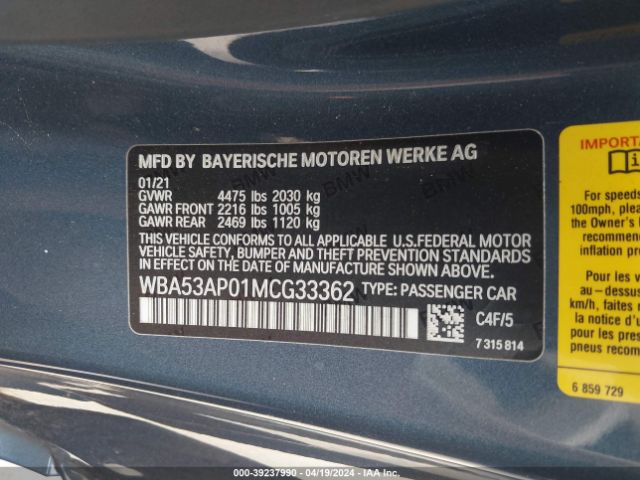 MFD BY BAYERISCHE MOTOREN WERKE AG
01/21
GVWR 4475 lbs 2030 kg
GAWR FRONT 2216 lbs 1005 kg
GAWR REAR 2469 lbs 1120 kg
THIS VEHICLE CONFORMS TO ALL APPLICABLE U.S.FEDERAL MOTOR
VEHICLE SAFETY, BUMPER AND THEFT PREVENTION STANDARDS
IN EFFECT ON THE DATE OF MANUFACTURE SHOWN ABOVE.
WBA53AP01MCG33362 TYPE: PASSENGER CAR
C4F/5
7 315 814
IMPORTA
For speeds
100mph, plea
the Owner's
recommen
inflation pr
Pour les v
au-dessus
km/h, faites
la notice d'u
pour les pres
pneus recom
6 859 729
000-39237990 - 04/19/2024 - IAA Inc.